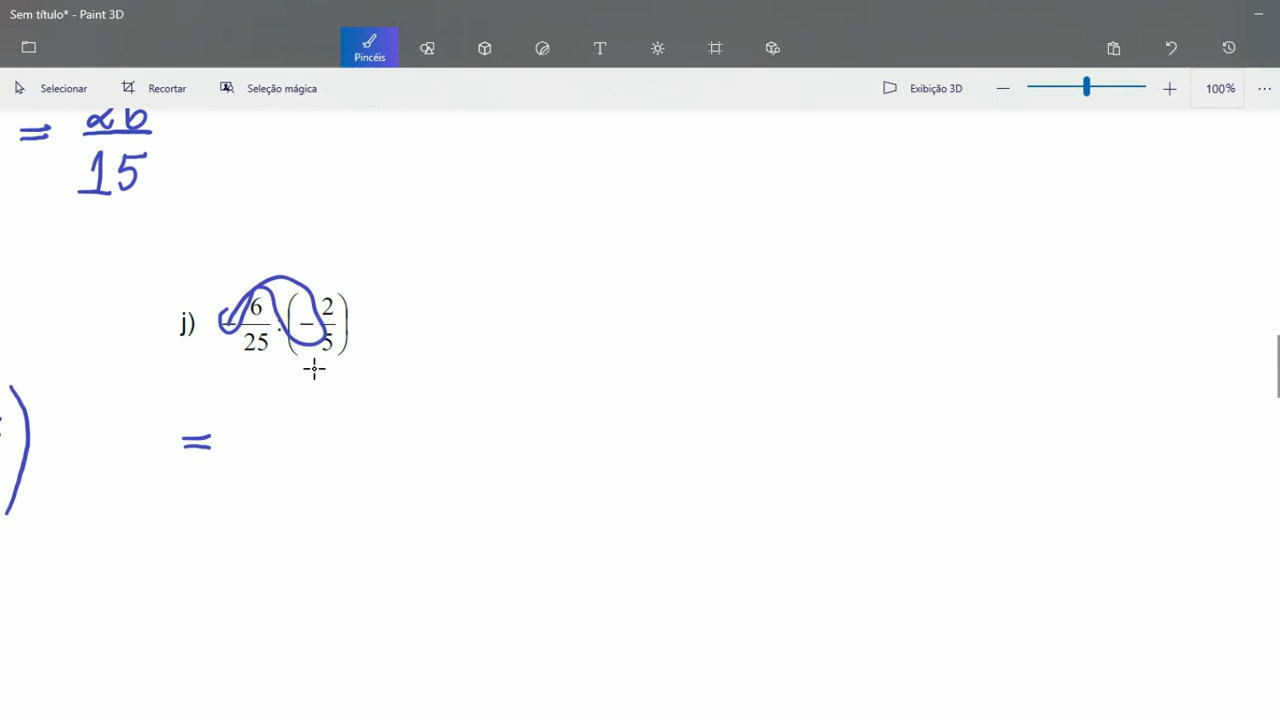 Sem título* - Paint 3D
Pincéis
Selecionar Recortar Seleção mágica Exibição 3D 100%
=
15
j) -6/25 . (-2/5)
)
=